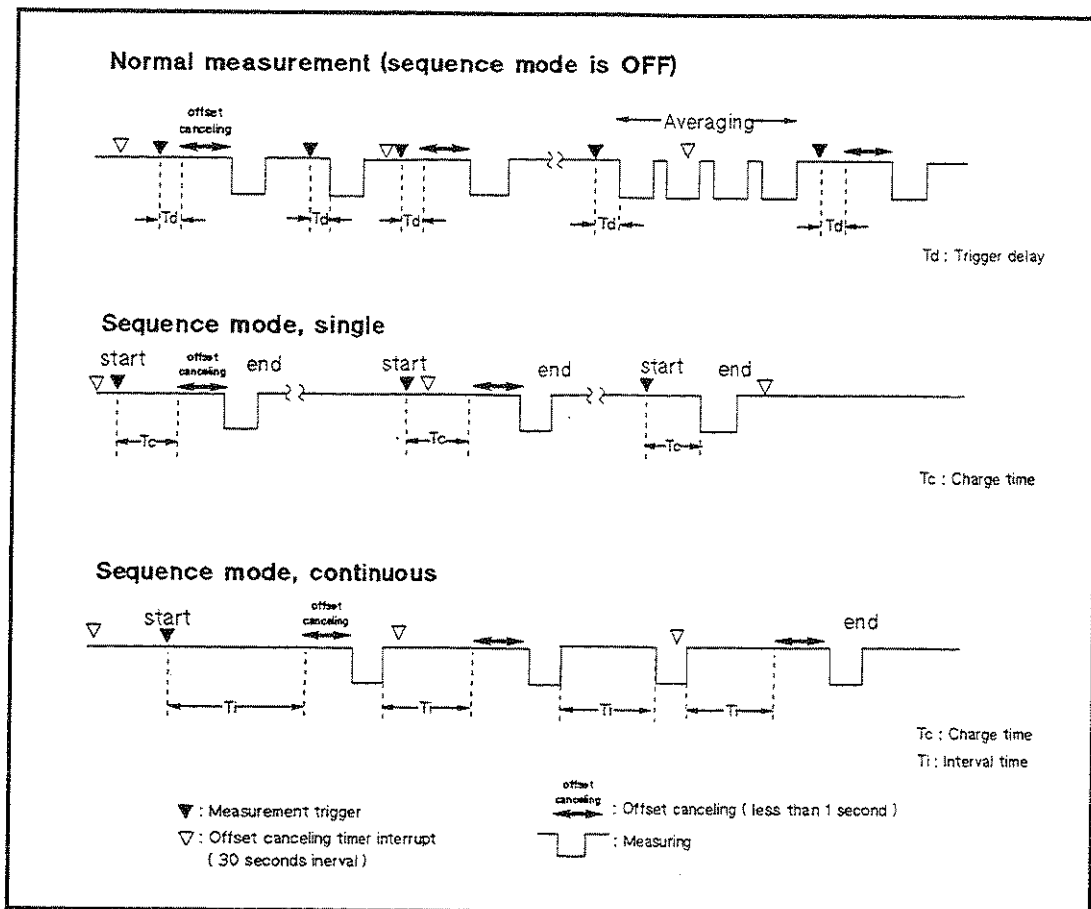 Normal measurement (sequence mode is OFF)
offset
canceling
Averaging
Td
Td
Td
Td
Td
Td : Trigger delay
Sequence mode, single
start
offset
canceling
end
start
end
start
end
Tc
Tc
Tc
Tc : Charge time
Sequence mode, continuous
start
offset
canceling
end
Ti
Ti
Ti
Ti
Tc : Charge time
Ti : Interval time
▼ : Measurement trigger
▽ : Offset canceling timer interrupt
( 30 seconds inerval )
offset
canceling
: Offset canceling ( less than 1 second )
: Measuring